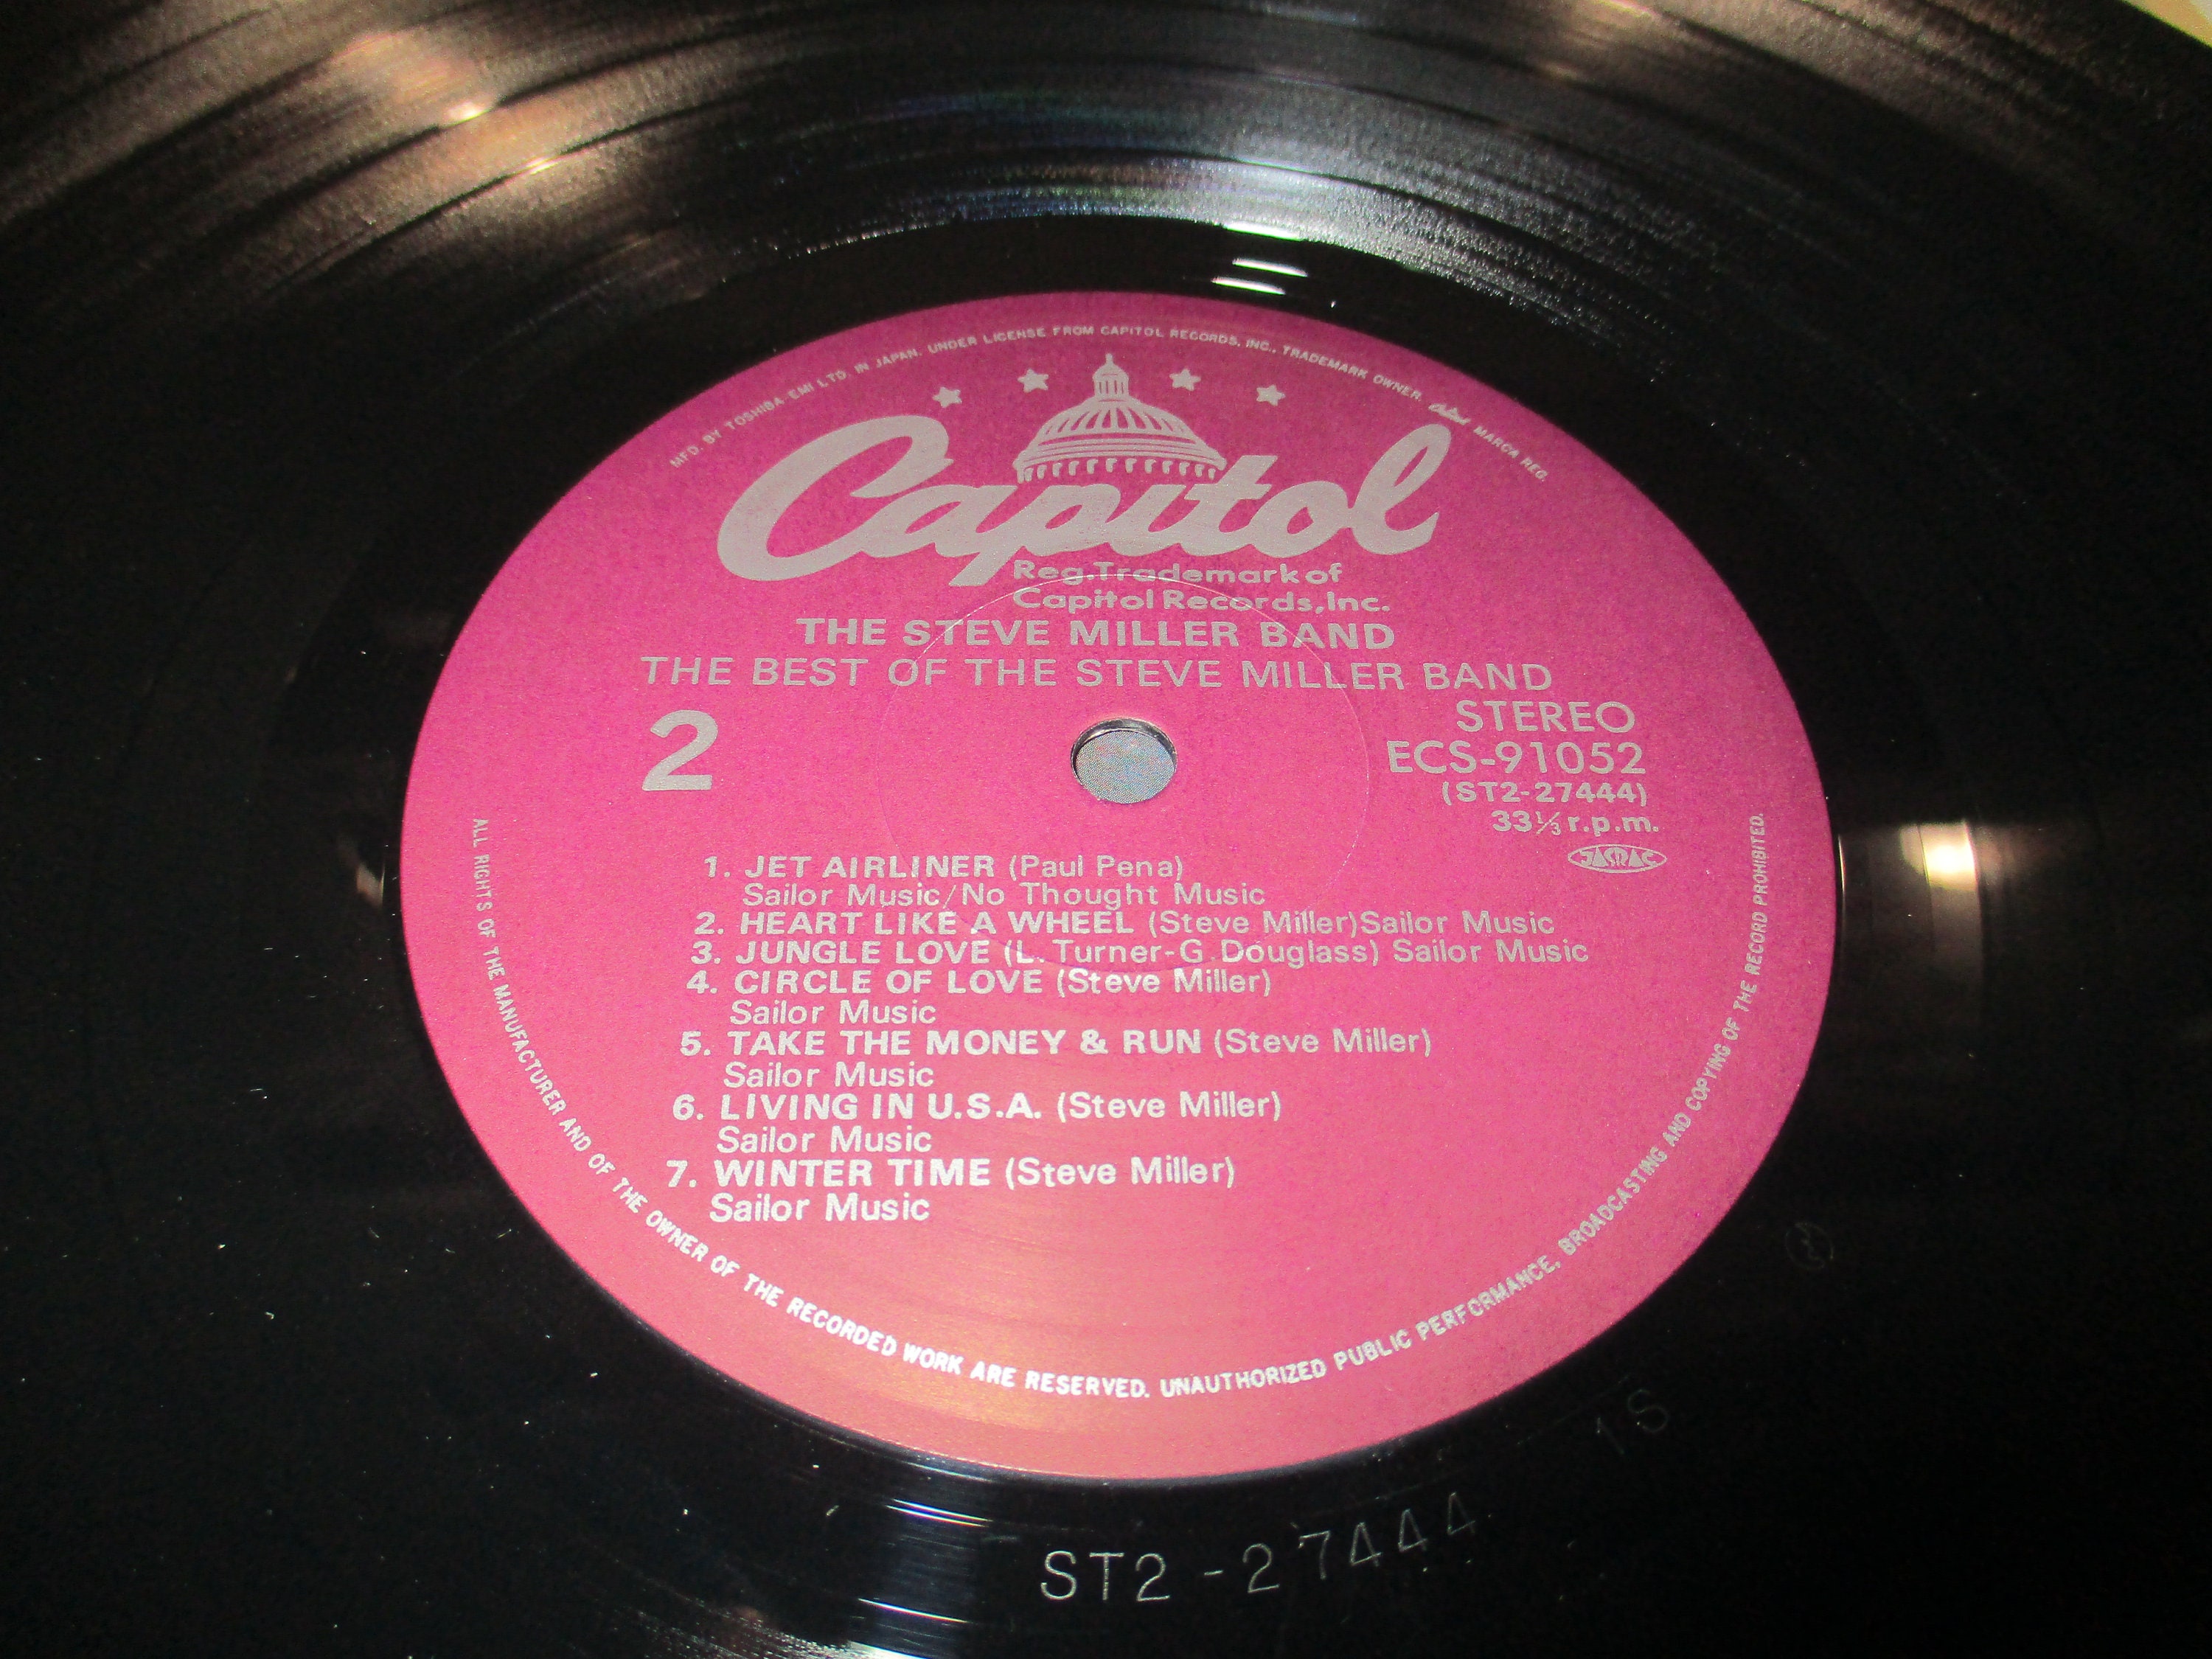 MFD. BY TOSHIBA-EMI LTD. IN JAPAN. UNDER LICENSE FROM CAPITOL RECORDS, INC., TRADEMARK OWNER. Capitol MARCA REG.
Capitol
Reg.Trademark of
Capitol Records,Inc.
THE STEVE MILLER BAND
THE BEST OF THE STEVE MILLER BAND
2
STEREO
ECS-91052
(ST2-27444)
33⅓ r.p.m.
JASRAC
1. JET AIRLINER (Paul Pena)
Sailor Music/No Thought Music
2. HEART LIKE A WHEEL (Steve Miller)Sailor Music
3. JUNGLE LOVE (L. Turner-G.Douglass) Sailor Music
4. CIRCLE OF LOVE (Steve Miller)
Sailor Music
5. TAKE THE MONEY & RUN (Steve Miller)
Sailor Music
6. LIVING IN U.S.A. (Steve Miller)
Sailor Music
7. WINTER TIME (Steve Miller)
Sailor Music
ALL RIGHTS OF THE MANUFACTURER AND OF THE OWNER OF THE RECORDED WORK ARE RESERVED. UNAUTHORIZED PUBLIC PERFORMANCE, BROADCASTING AND COPYING OF THE RECORD PROHIBITED.
ST2-27444 1S